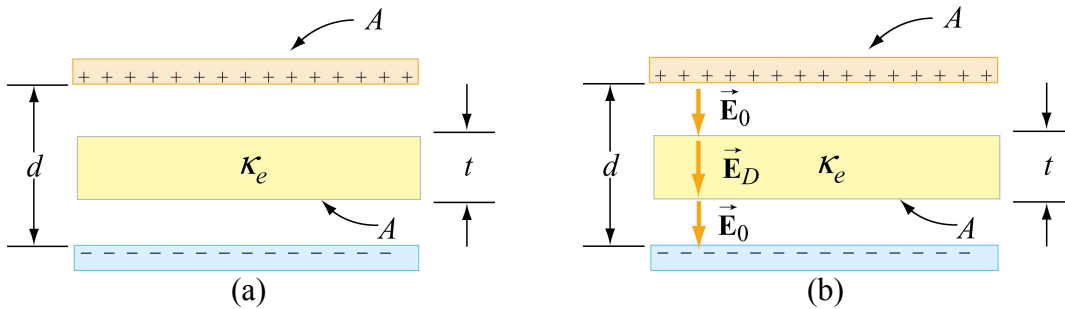 A
+ + + + + + + + + + + + + + +
d
κe
t
A
− − − − − − − − − − − − − − −
(a)
A
+ + + + + + + + + + + + + + +
E⃗0
d
E⃗D
κe
t
E⃗0
A
− − − − − − − − − − − − − − −
(b)